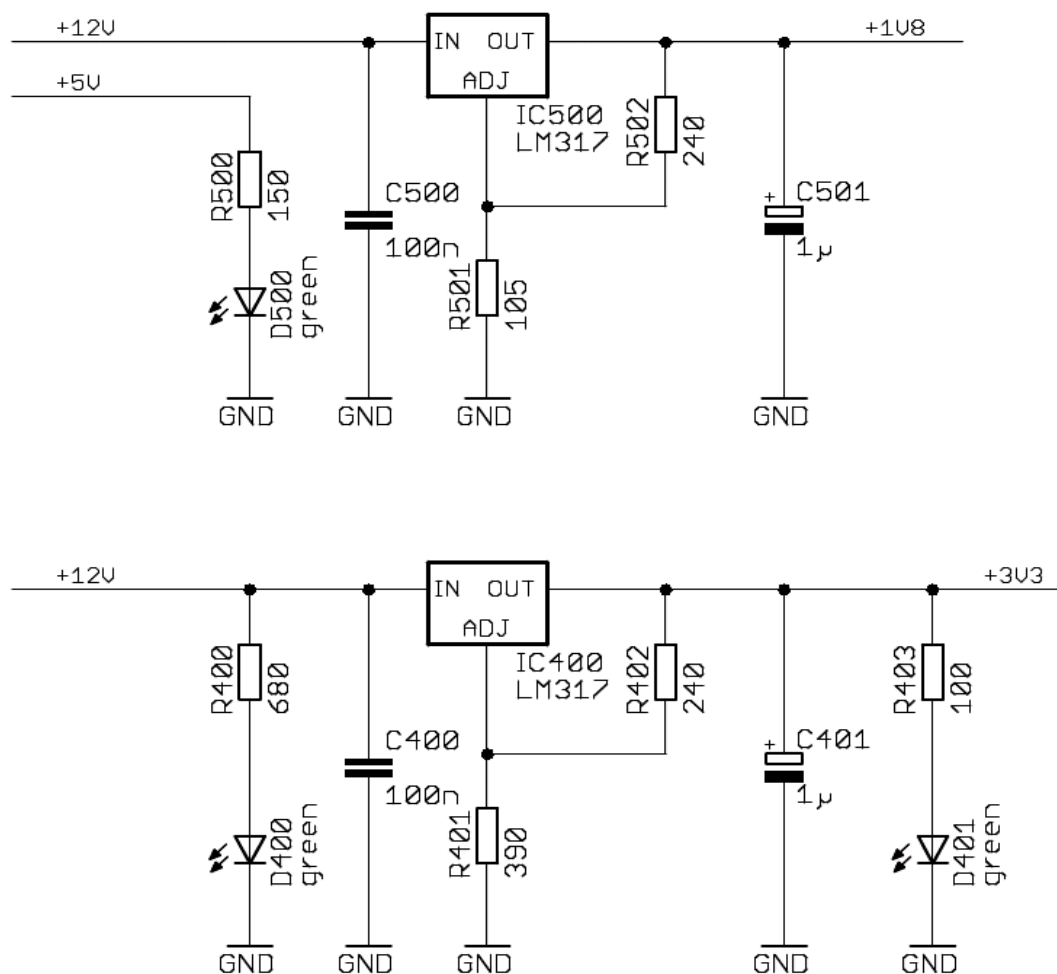 +12V
IN OUT
+1V8
+5V
ADJ
IC500
LM317
R502
240
R500
150
C500
100n
C501
1µ
D500
green
R501
105
GND
GND
GND
GND
+12V
IN OUT
+3V3
ADJ
IC400
LM317
R402
240
R400
680
R403
100
C400
100n
C401
1µ
D400
green
R401
390
D401
green
GND
GND
GND
GND
GND